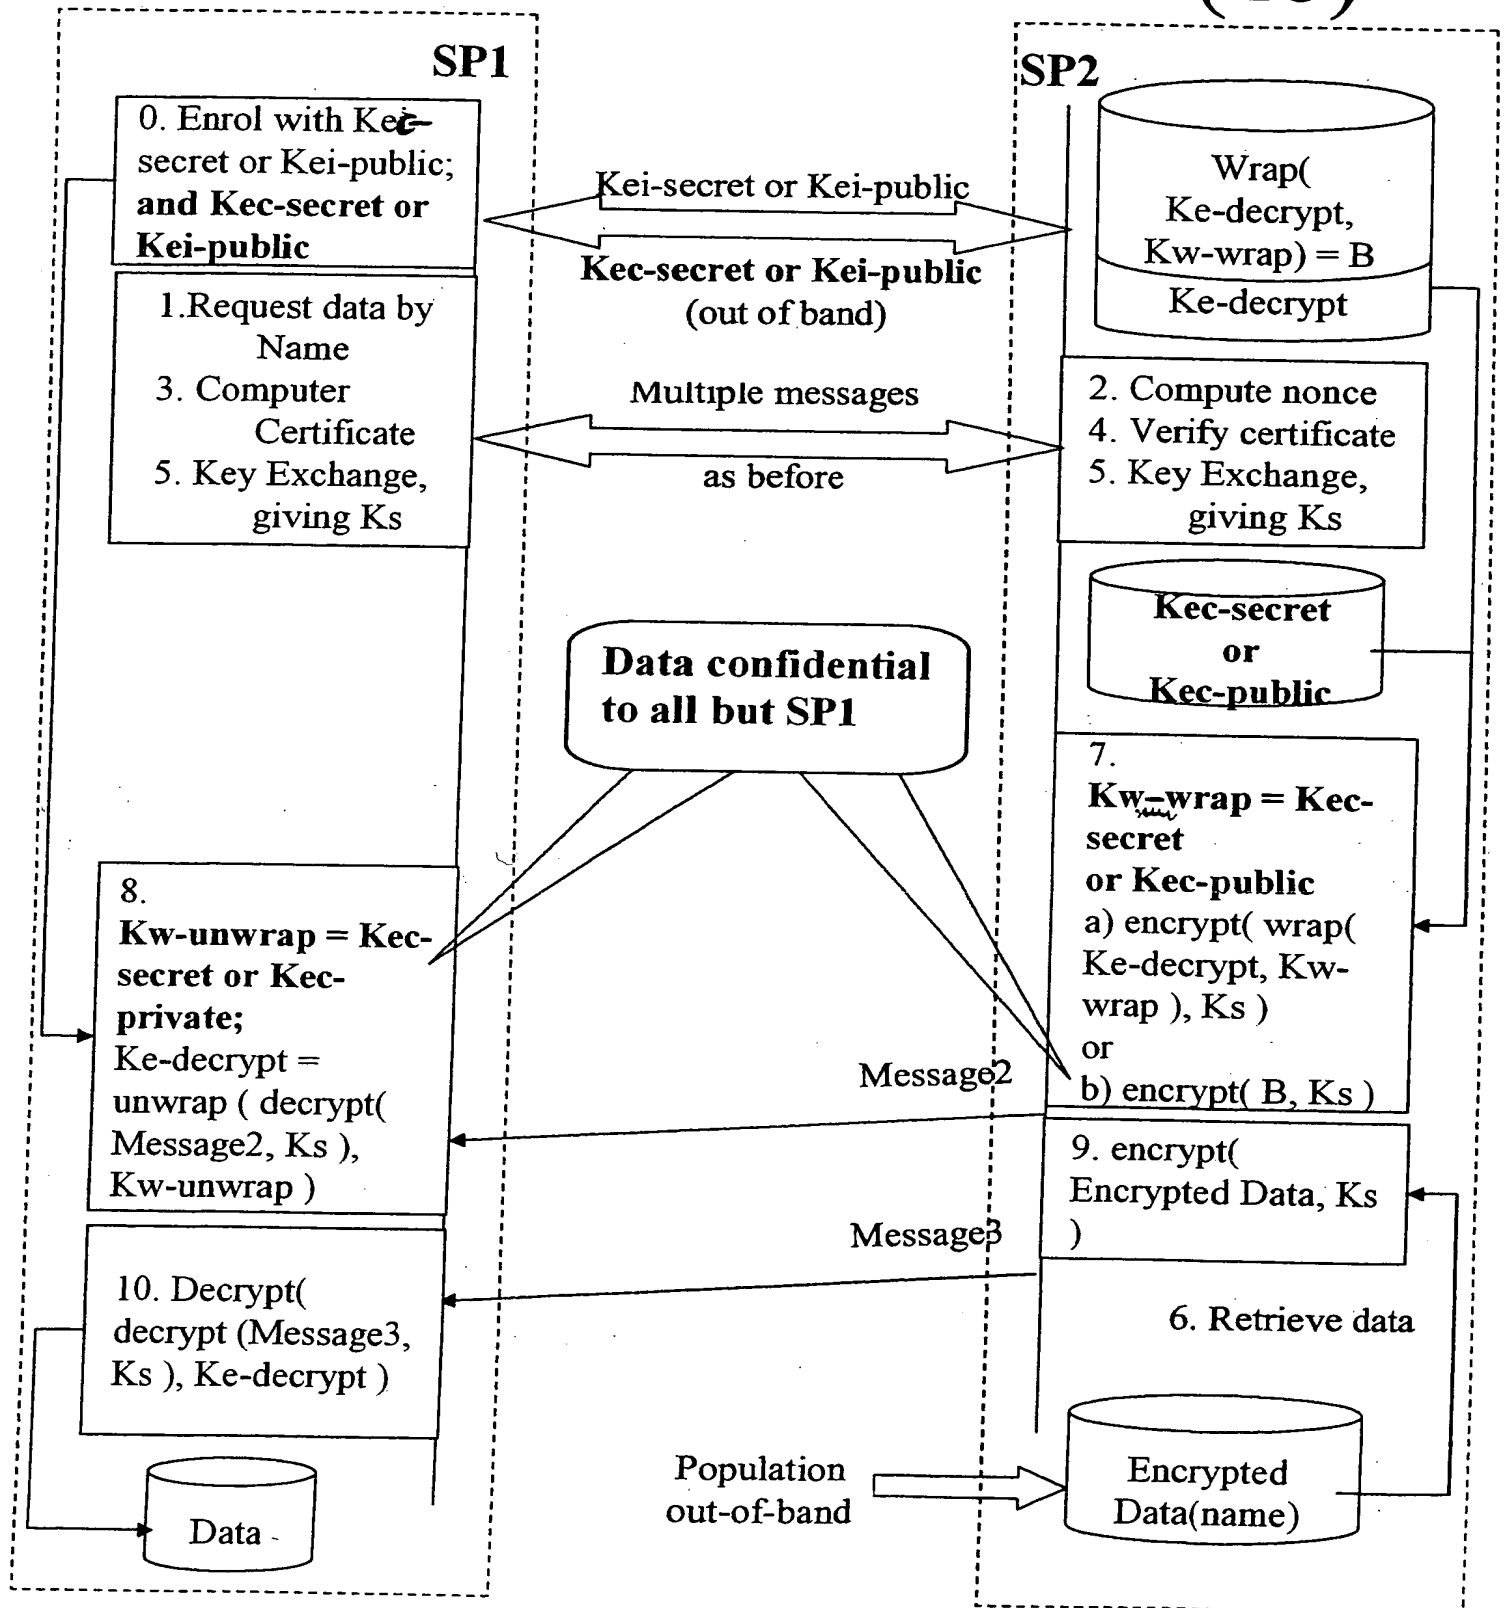 SP1
0. Enrol with Kec-
secret or Kei-public;
and Kec-secret or
Kei-public
1.Request data by
Name
3. Computer
Certificate
5. Key Exchange,
giving Ks
8.
Kw-unwrap = Kec-
secret or Kec-
private;
Ke-decrypt =
unwrap ( decrypt(
Message2, Ks ),
Kw-unwrap )
10. Decrypt(
decrypt (Message3,
Ks ), Ke-decrypt )
Data
Kei-secret or Kei-public
Kec-secret or Kei-public
(out of band)
Multiple messages
as before
Data confidential
to all but SP1
Message2
Message3
Population
out-of-band
SP2
Wrap(
Ke-decrypt,
Kw-wrap) = B
Ke-decrypt
2. Compute nonce
4. Verify certificate
5. Key Exchange,
giving Ks
Kec-secret
or
Kec-public
7.
Kw-wrap = Kec-
secret
or Kec-public
a) encrypt( wrap(
Ke-decrypt, Kw-
wrap ), Ks )
or
b) encrypt( B, Ks )
9. encrypt(
Encrypted Data, Ks
)
6. Retrieve data
Encrypted
Data(name)